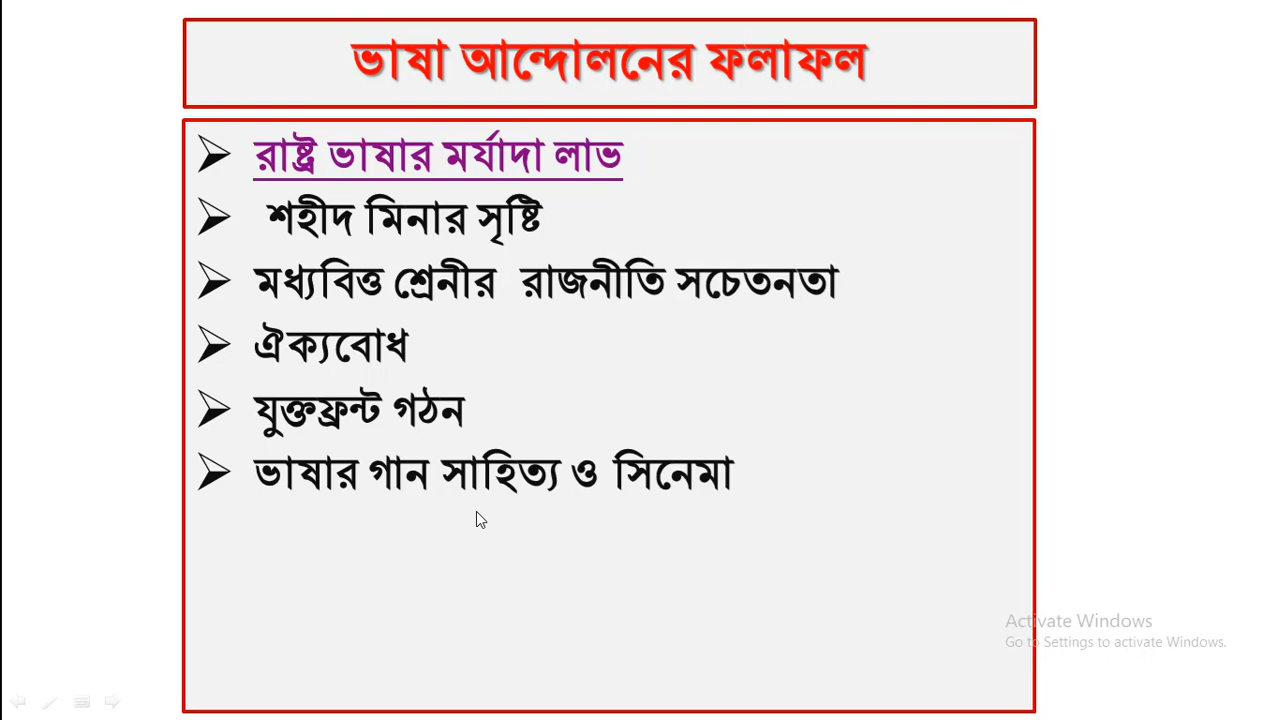 ভাষা আন্দোলনের ফলাফল
রাষ্ট্র ভাষার মর্যাদা লাভ
শহীদ মিনার সৃষ্টি
মধ্যবিত্ত শ্রেনীর রাজনীতি সচেতনতা
ঐক্যবোধ
যুক্তফ্রন্ট গঠন
ভাষার গান সাহিত্য ও সিনেমা
Activate Windows
Go to Settings to activate Windows.